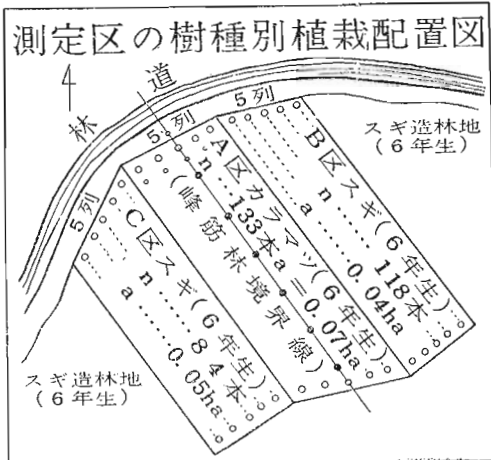 測定区の樹種別植栽配置図
林道
5列
5列
5列
スギ造林地
(6年生)
B区スギ(6年生)
n……118本
a……0.04ha
A区カラマツ(6年生)
n…133本a=0.07ha
(峰筋林境界線)
C区スギ(6年生)
n……84本
a……0.05ha
スギ造林地
(6年生)